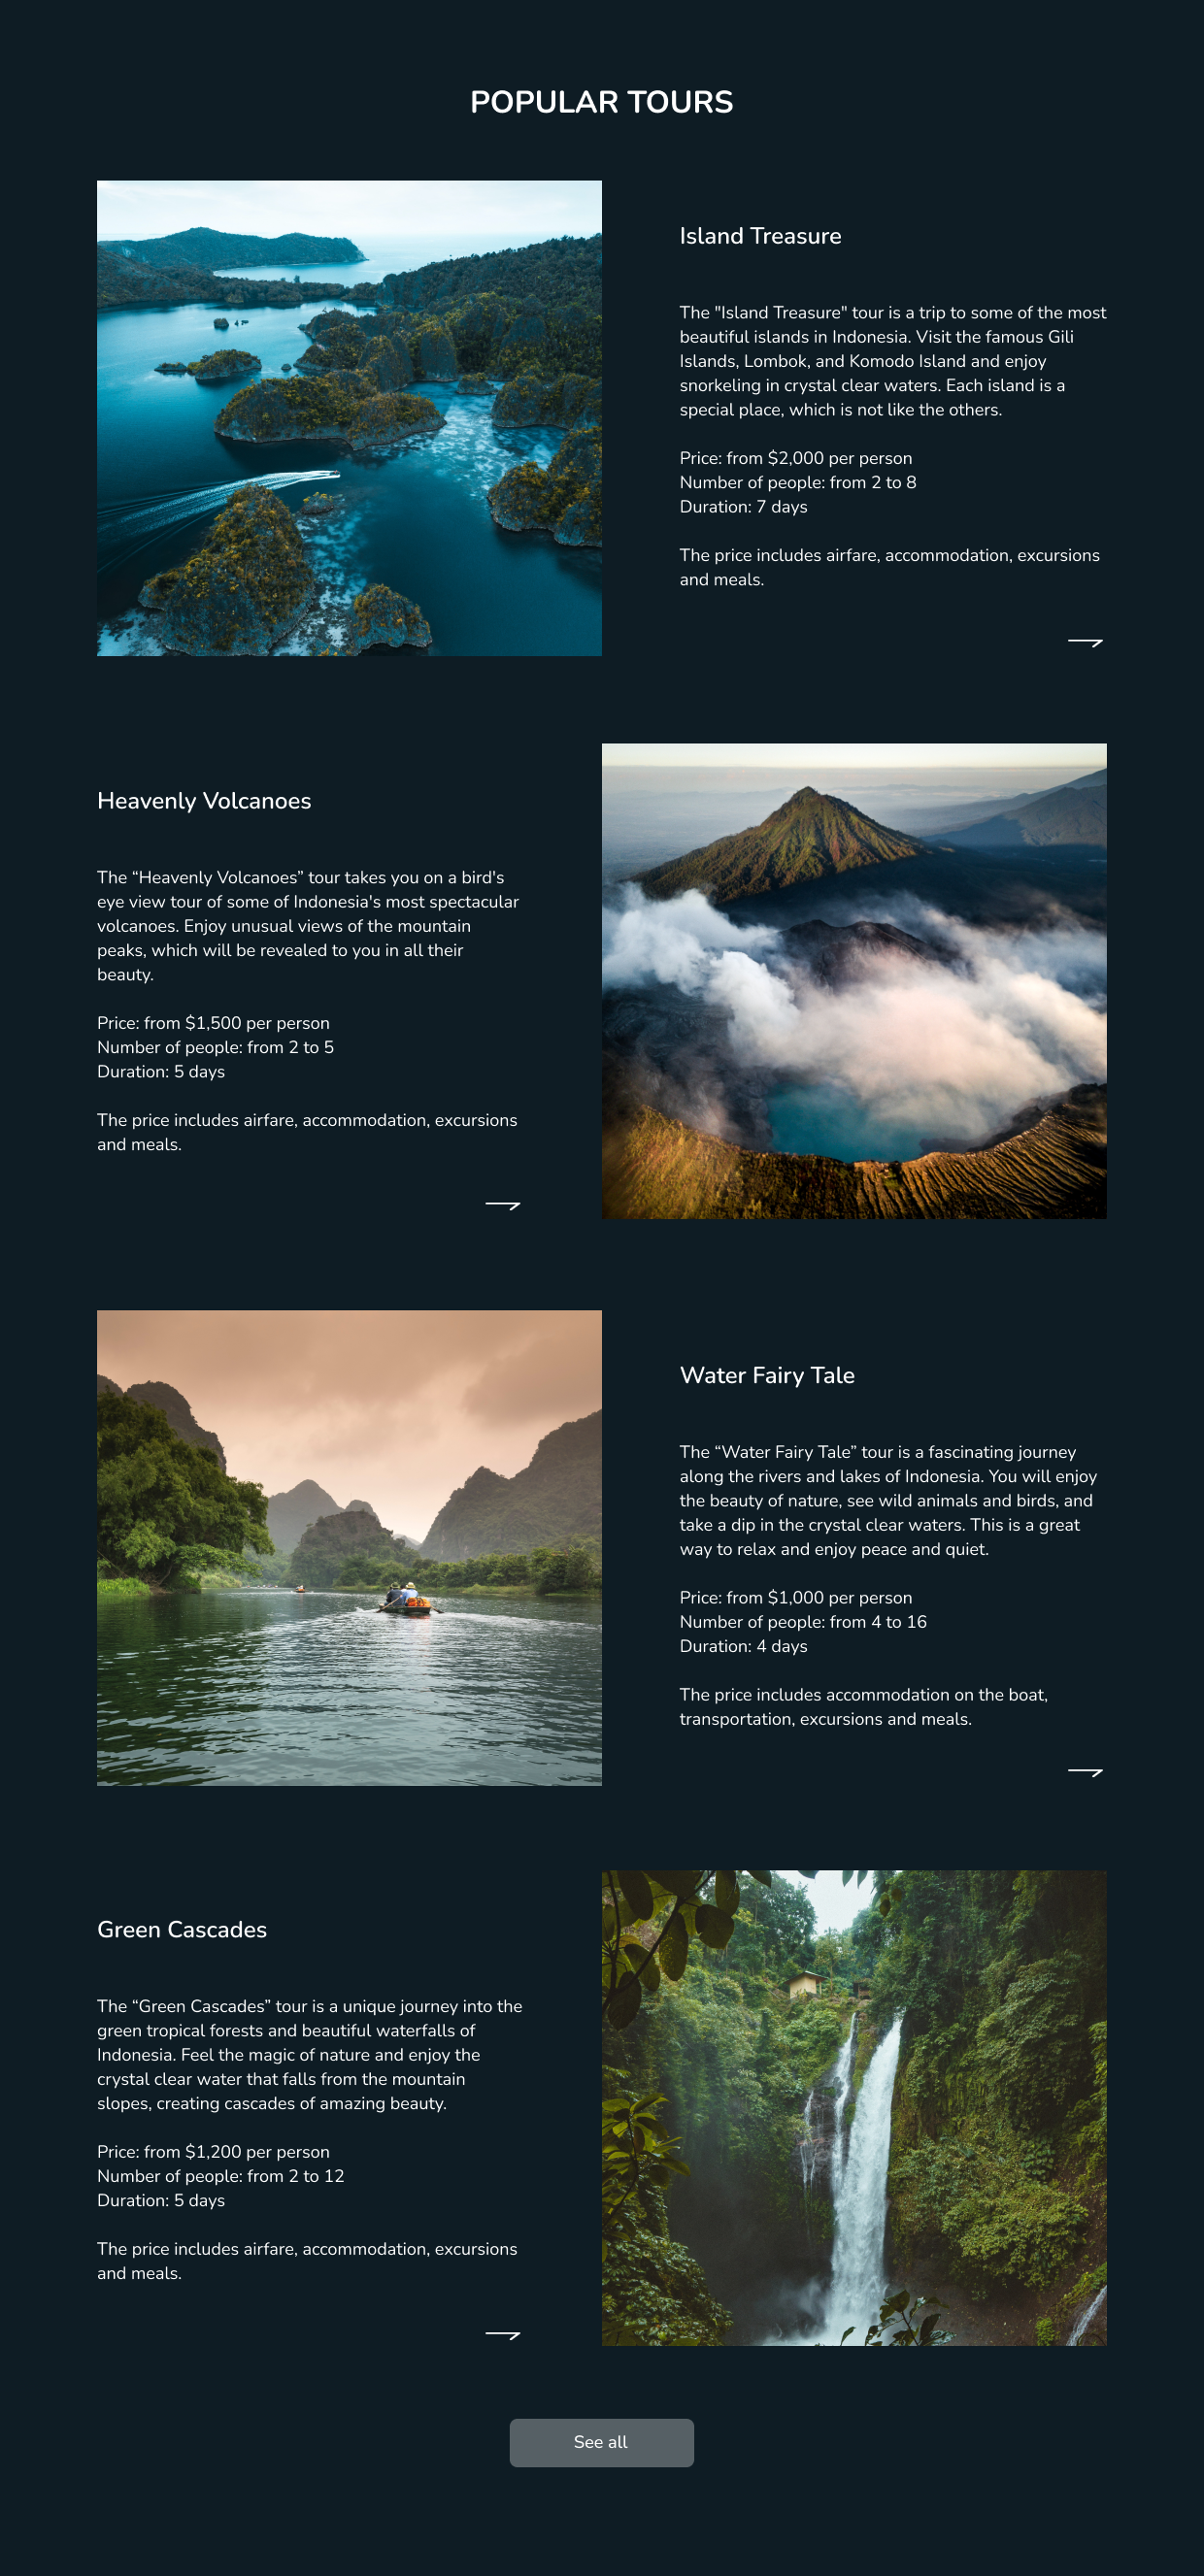 POPULAR TOURS
Island Treasure
The "Island Treasure" tour is a trip to some of the most
beautiful islands in Indonesia. Visit the famous Gili
Islands, Lombok, and Komodo Island and enjoy
snorkeling in crystal clear waters. Each island is a
special place, which is not like the others.
Price: from $2,000 per person
Number of people: from 2 to 8
Duration: 7 days
The price includes airfare, accommodation, excursions
and meals.
Heavenly Volcanoes
The “Heavenly Volcanoes” tour takes you on a bird's
eye view tour of some of Indonesia's most spectacular
volcanoes. Enjoy unusual views of the mountain
peaks, which will be revealed to you in all their
beauty.
Price: from $1,500 per person
Number of people: from 2 to 5
Duration: 5 days
The price includes airfare, accommodation, excursions
and meals.
Water Fairy Tale
The “Water Fairy Tale” tour is a fascinating journey
along the rivers and lakes of Indonesia. You will enjoy
the beauty of nature, see wild animals and birds, and
take a dip in the crystal clear waters. This is a great
way to relax and enjoy peace and quiet.
Price: from $1,000 per person
Number of people: from 4 to 16
Duration: 4 days
The price includes accommodation on the boat,
transportation, excursions and meals.
Green Cascades
The “Green Cascades” tour is a unique journey into the
green tropical forests and beautiful waterfalls of
Indonesia. Feel the magic of nature and enjoy the
crystal clear water that falls from the mountain
slopes, creating cascades of amazing beauty.
Price: from $1,200 per person
Number of people: from 2 to 12
Duration: 5 days
The price includes airfare, accommodation, excursions
and meals.
See all